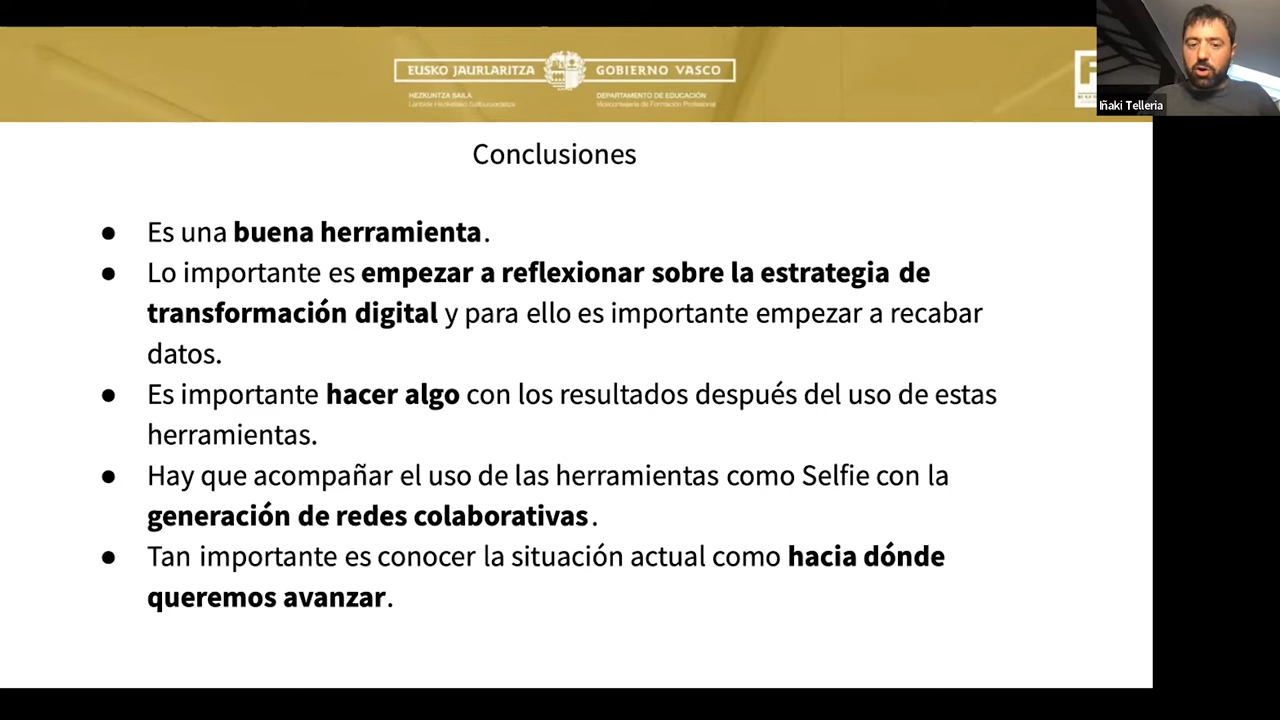 EUSKO JAURLARITZA GOBIERNO VASCO
HEZKUNTZA SAILA
DEPARTAMENTO DE EDUCACIÓN
Viceconsejería de Formación Profesional
Iñaki Telleria
Conclusiones
● Es una buena herramienta.
● Lo importante es empezar a reflexionar sobre la estrategia de
transformación digital y para ello es importante empezar a recabar
datos.
● Es importante hacer algo con los resultados después del uso de estas
herramientas.
● Hay que acompañar el uso de las herramientas como Selfie con la
generación de redes colaborativas.
● Tan importante es conocer la situación actual como hacia dónde
queremos avanzar.